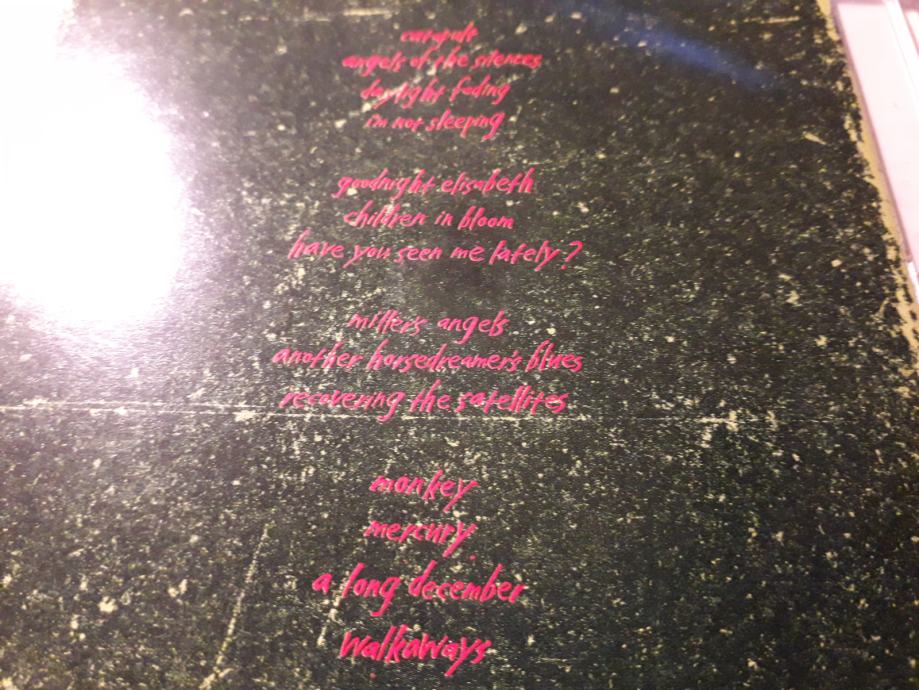 catapult
angels of the silences
daylight fading
i'm not sleeping
goodnight elisabeth
children in bloom
have you seen me lately?
miller's angels
another horsedreamer's blues
recovering the satellites
monkey
mercury
a long december
walkaways